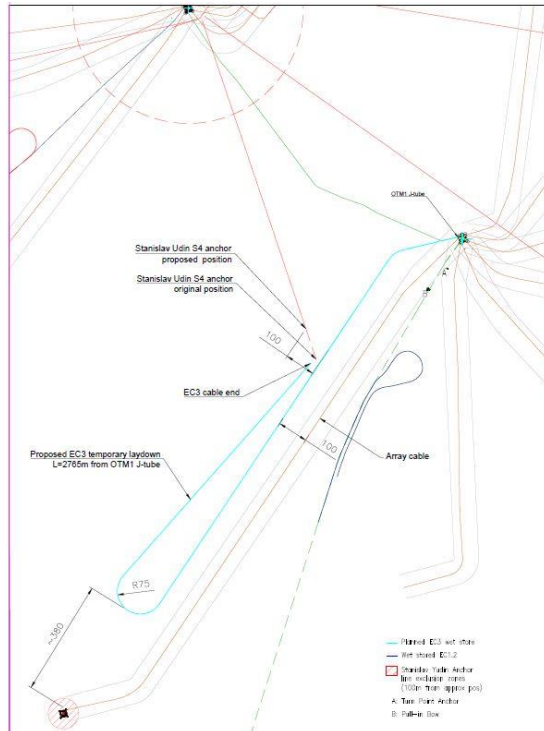 OTM1 J-tube
Stanislav Udin S4 anchor
proposed position
Stanislav Udin S4 anchor
original position
A
B
100
EC3 cable end
Proposed EC3 temporary laydown
L=2765m from OTM1 J-tube
100
Array cable
R75
~380
Planned EC3 wet store
Wet stored EC1.2
Stanislav Yudin Anchor
line exclusion zones
(100m from approx pos)
A: Turn Point Anchor
B: Pull-in Bow